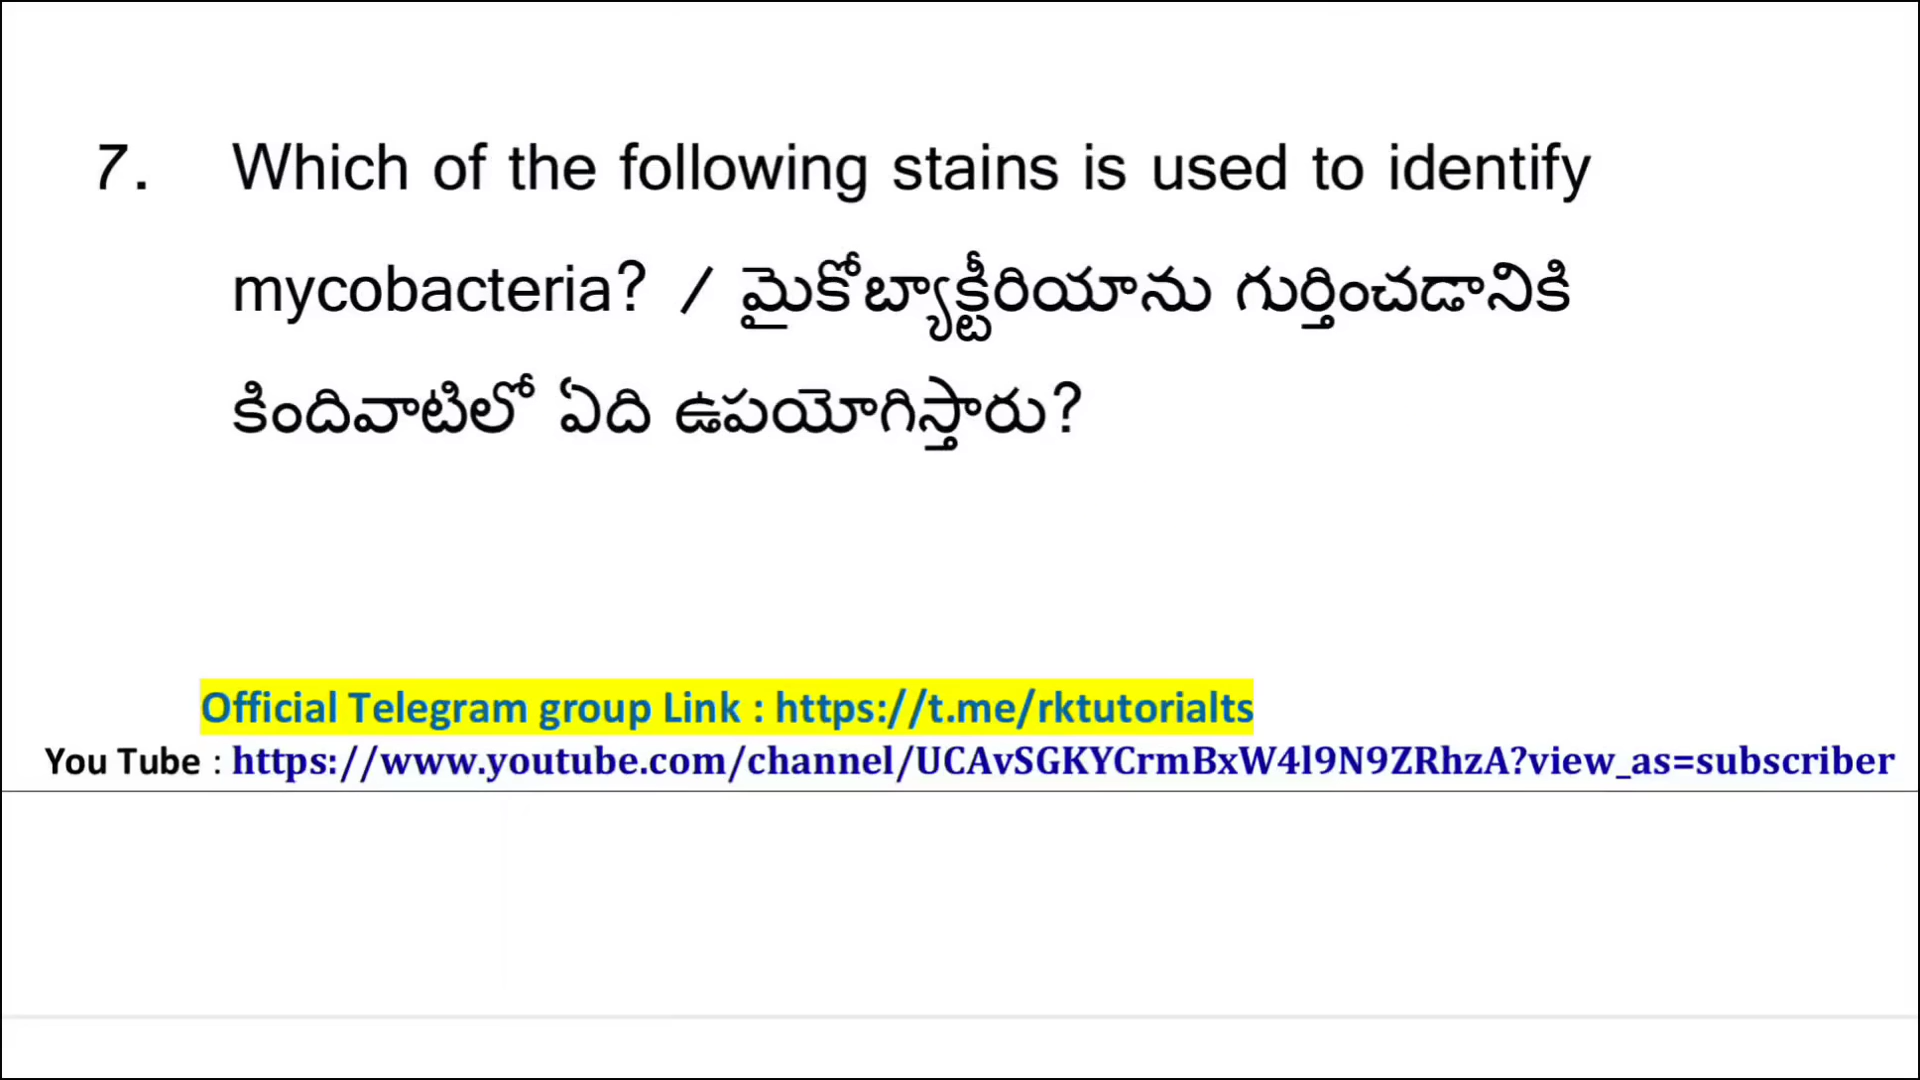 7. Which of the following stains is used to identify
mycobacteria? / మైకోబ్యాక్టీరియాను గుర్తించడానికి
కిందివాటిలో ఏది ఉపయోగిస్తారు?
Official Telegram group Link : https://t.me/rktutorialts
You Tube : https://www.youtube.com/channel/UCAvSGKYCrmBxW4l9N9ZRhzA?view_as=subscriber